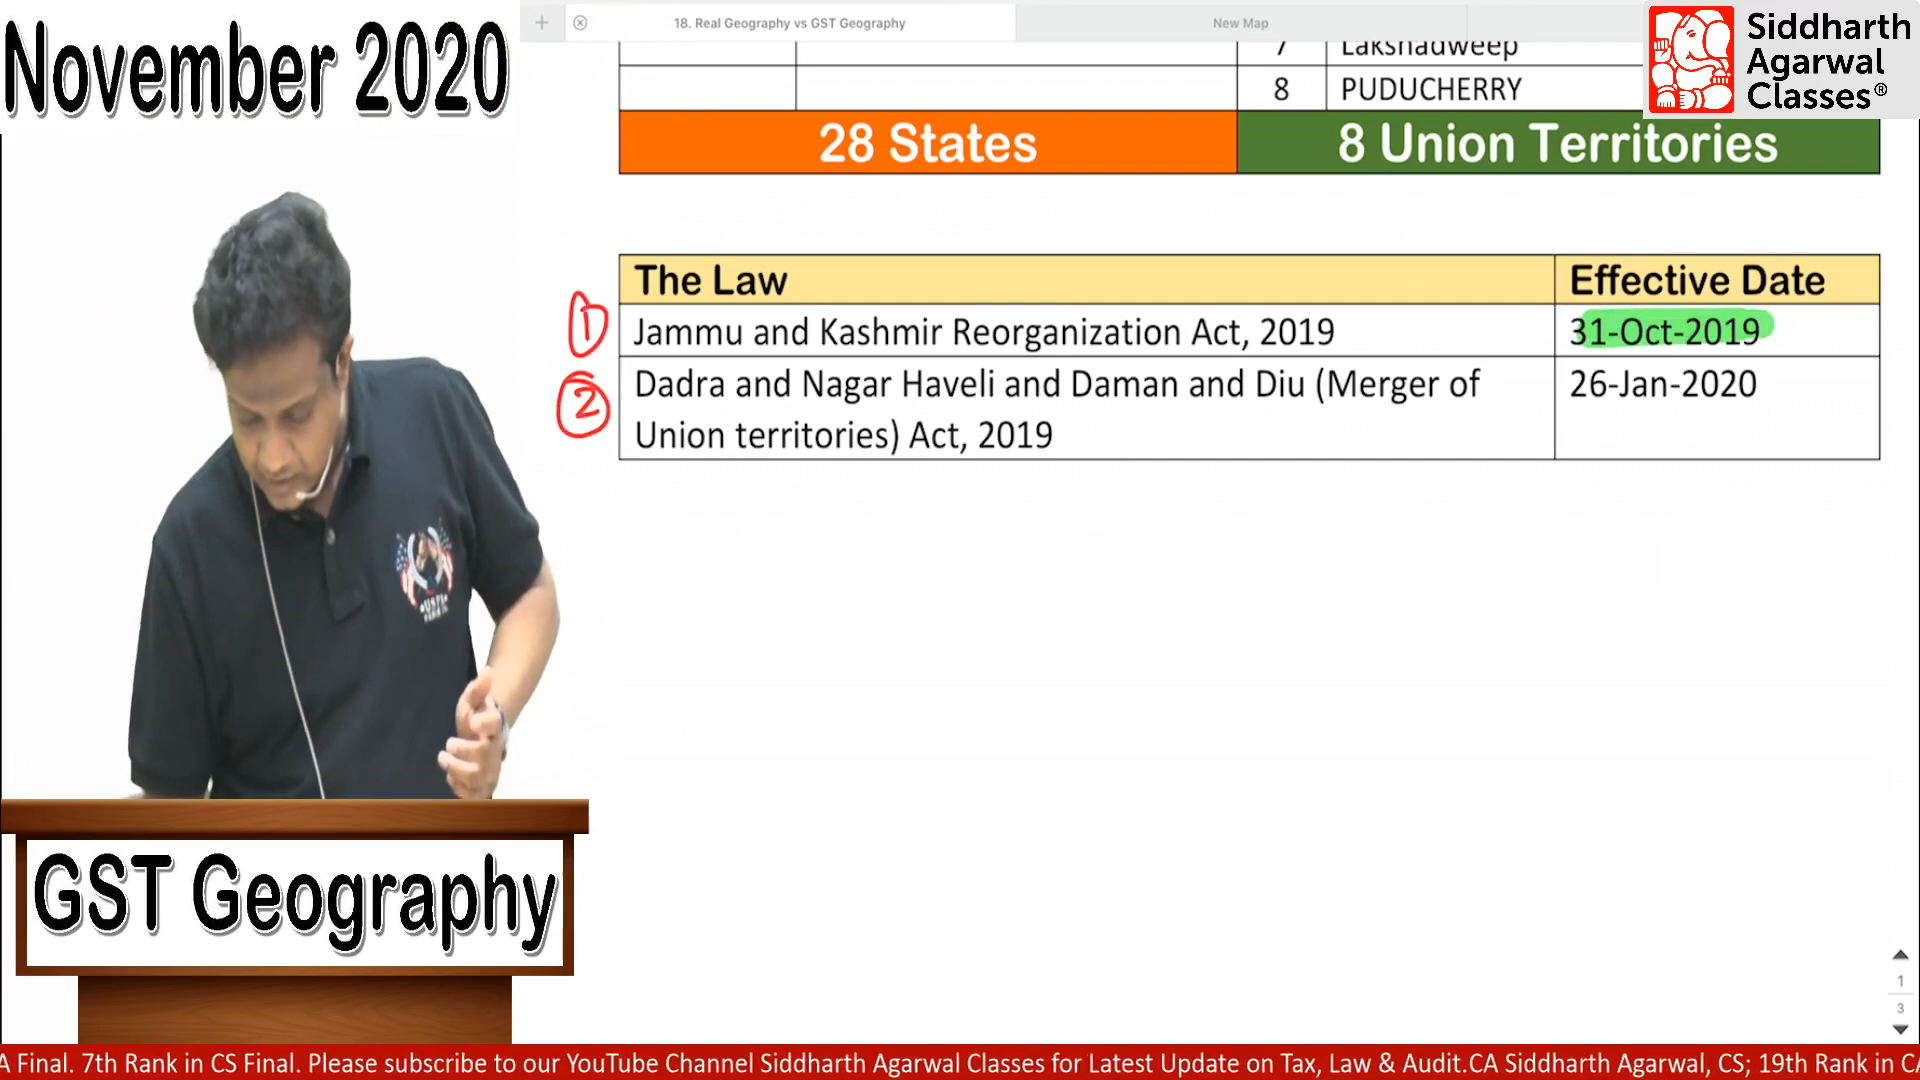 November 2020
18. Real Geography vs GST Geography
New Map
Siddharth
Agarwal
Classes®
7 Lakshadweep
8 PUDUCHERRY
28 States 8 Union Territories
The Law Effective Date
1 Jammu and Kashmir Reorganization Act, 2019 31-Oct-2019
2 Dadra and Nagar Haveli and Daman and Diu (Merger of 26-Jan-2020
Union territories) Act, 2019
GST Geography
1
3
A Final. 7th Rank in CS Final. Please subscribe to our YouTube Channel Siddharth Agarwal Classes for Latest Update on Tax, Law & Audit.CA Siddharth Agarwal, CS; 19th Rank in CA